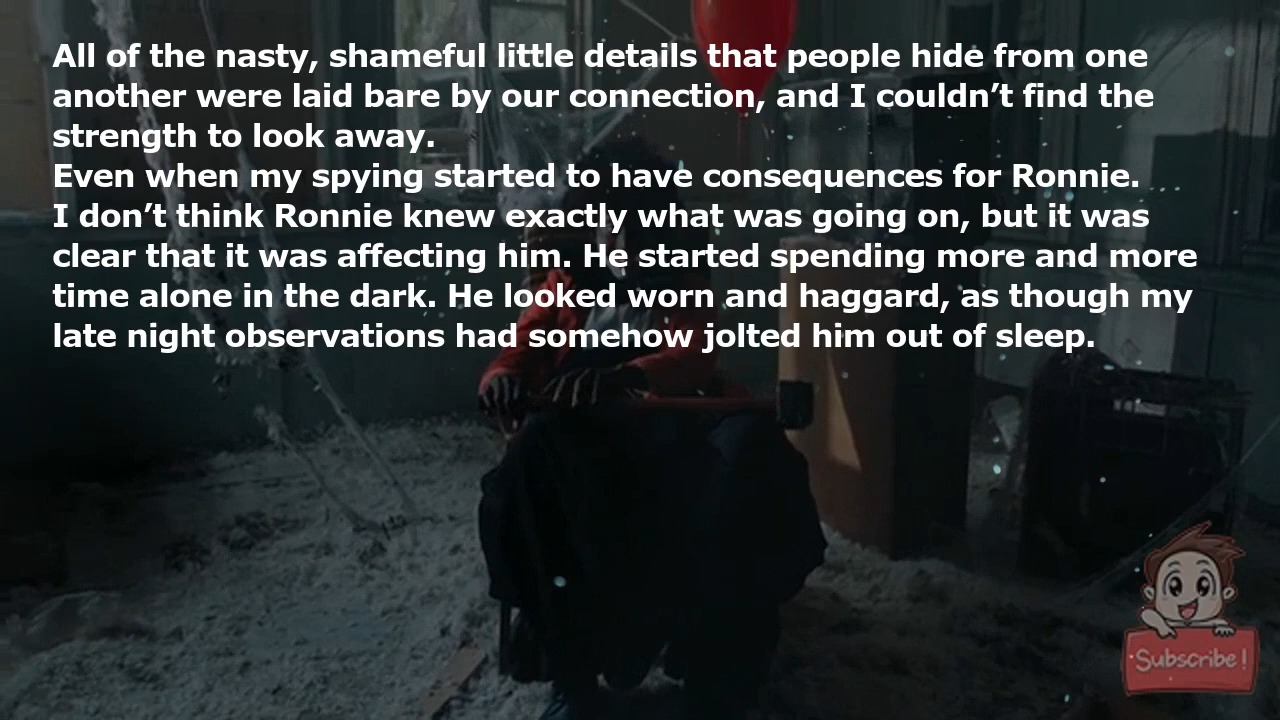 All of the nasty, shameful little details that people hide from one
another were laid bare by our connection, and I couldn’t find the
strength to look away.
Even when my spying started to have consequences for Ronnie.
I don’t think Ronnie knew exactly what was going on, but it was
clear that it was affecting him. He started spending more and more
time alone in the dark. He looked worn and haggard, as though my
late night observations had somehow jolted him out of sleep.
Subscribe!